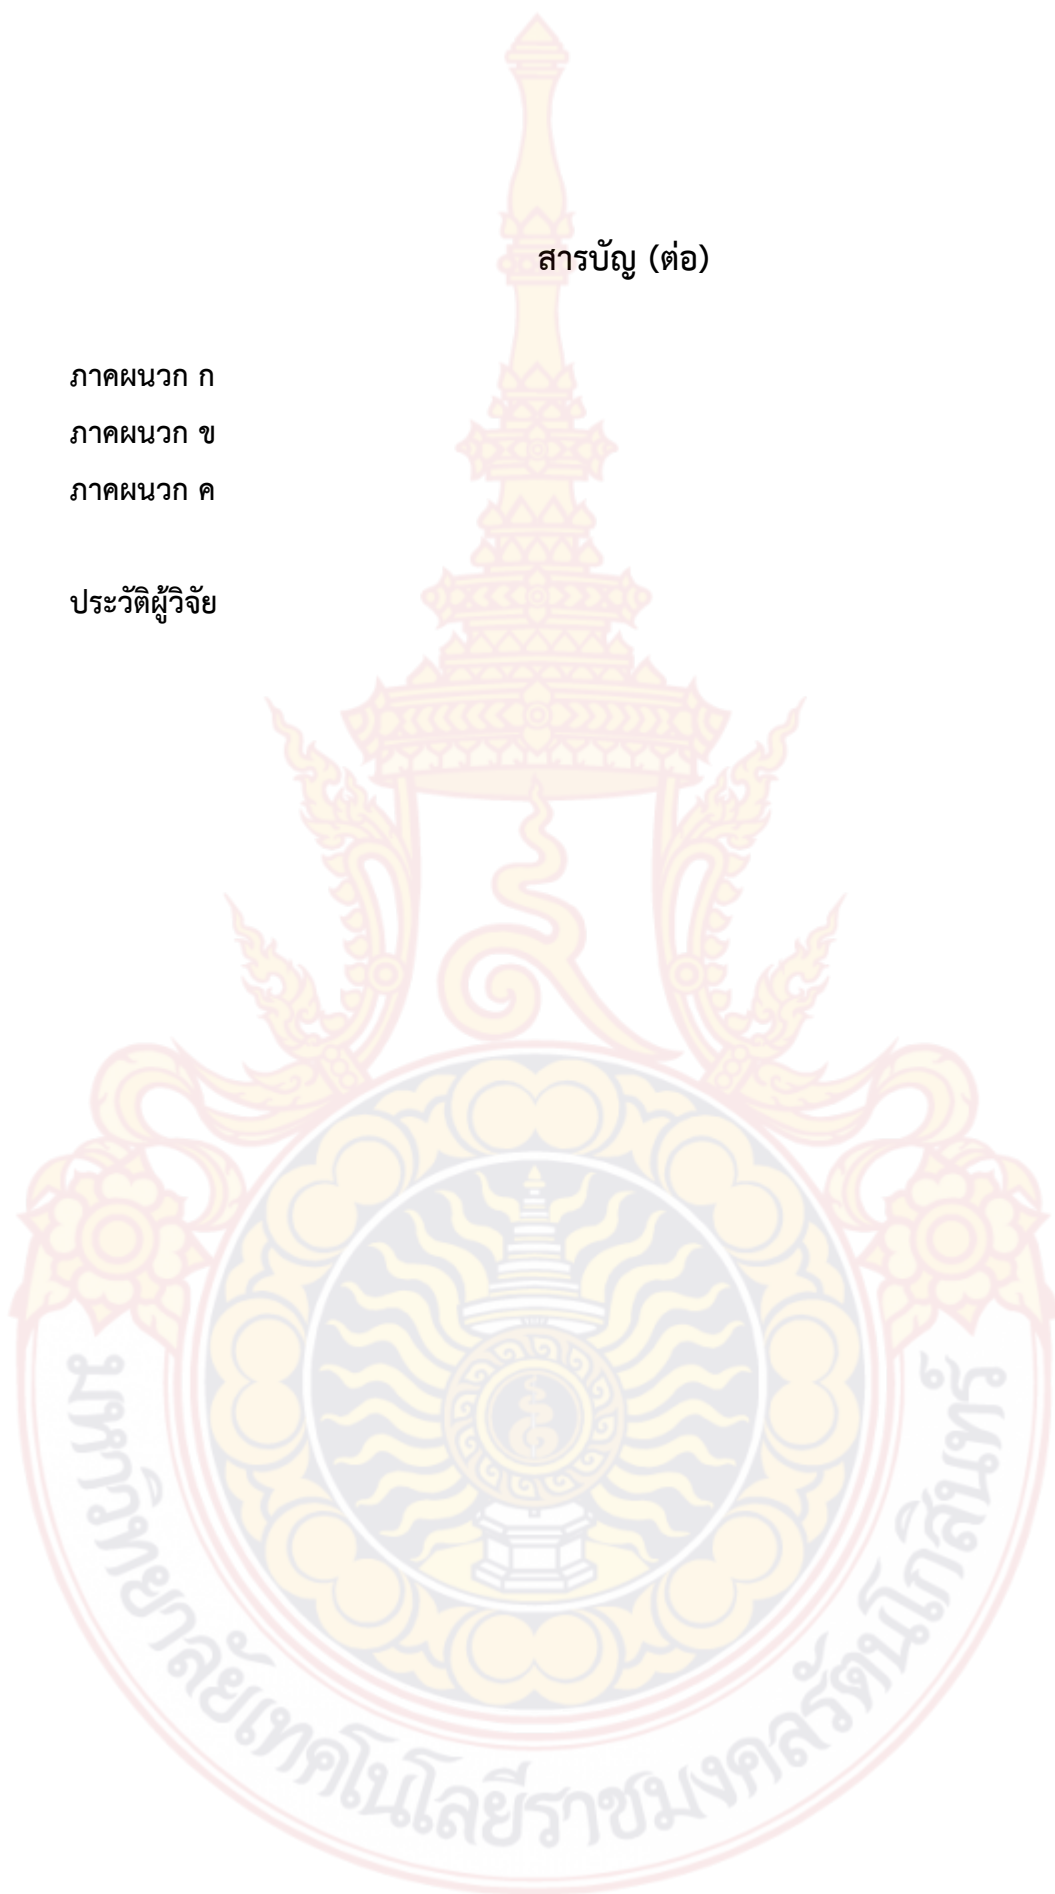 สารบัญ (ต่อ)
ภาคผนวก ก
ภาคผนวก ข
ภาคผนวก ค
ประวัติผู้วิจัย
มหาวิทยาลัยเทคโนโลยีราชมงคลรัตนโกสินทร์